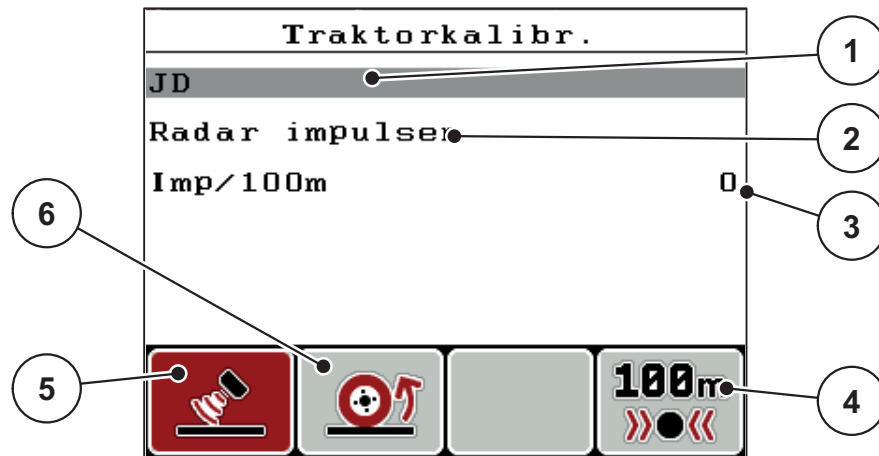 Traktorkalibr.
JD
Radar impulser
Imp/100m 0
100m
1
2
3
4
5
6